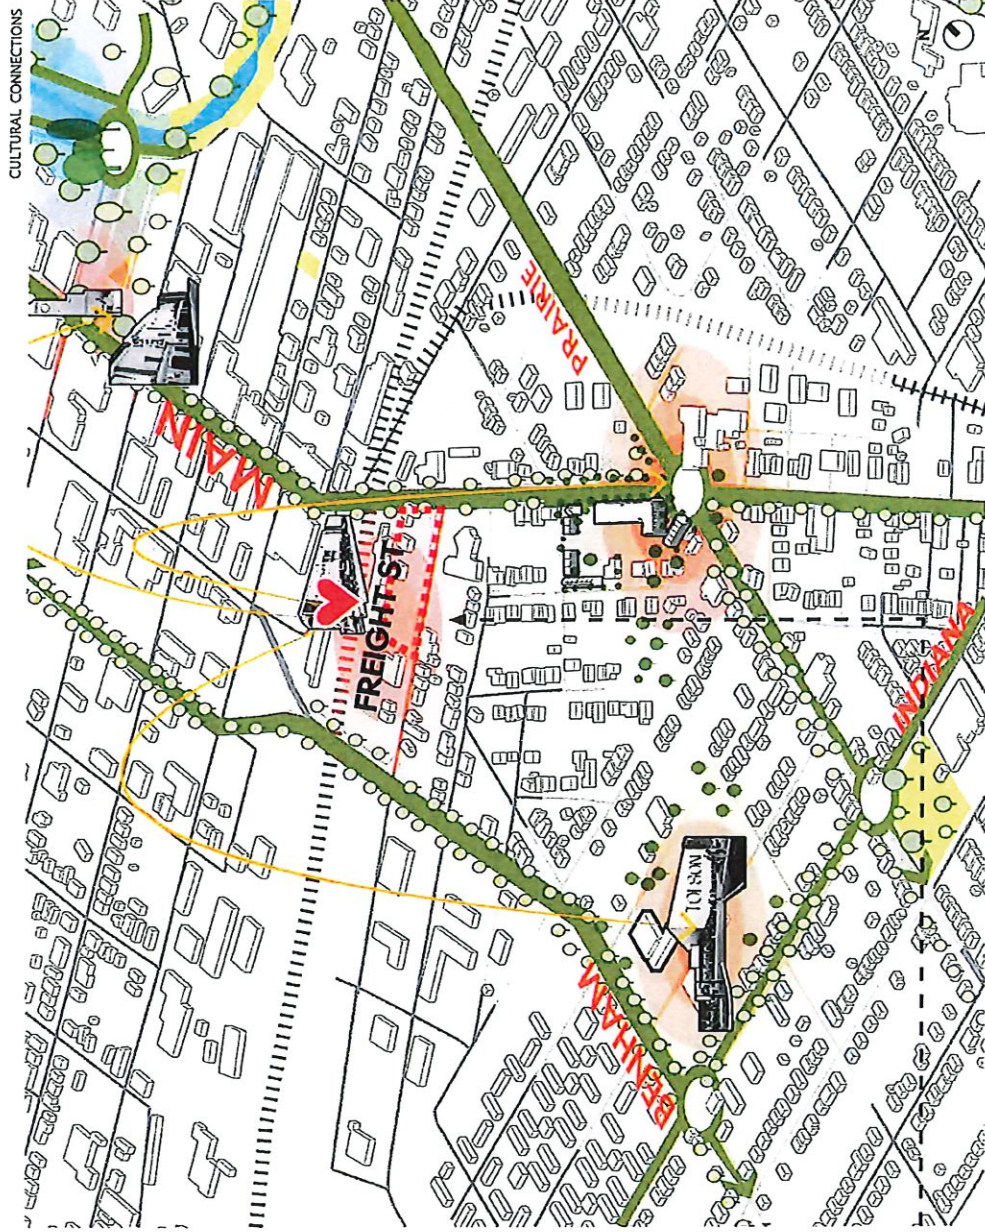 CULTURAL CONNECTIONS
MAIN
PRAIRIE
FREIGHT ST
INDIANA
TOLSON
BENHAM
N